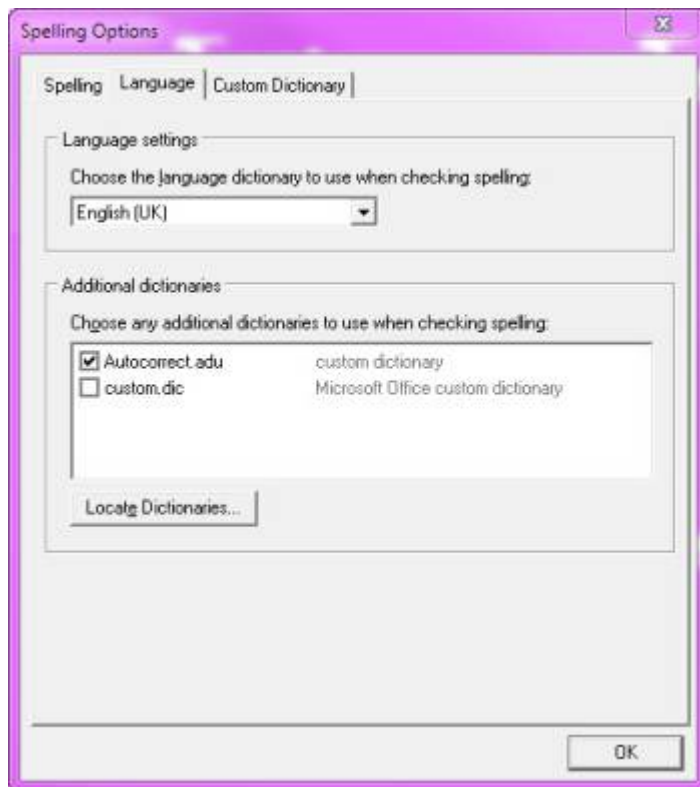 Spelling Options
Spelling Language Custom Dictionary
Language settings
Choose the language dictionary to use when checking spelling:
English (UK)
Additional dictionaries
Choose any additional dictionaries to use when checking spelling:
Autocorrect.adu custom dictionary
custom.dic Microsoft Office custom dictionary
Locate Dictionaries...
OK